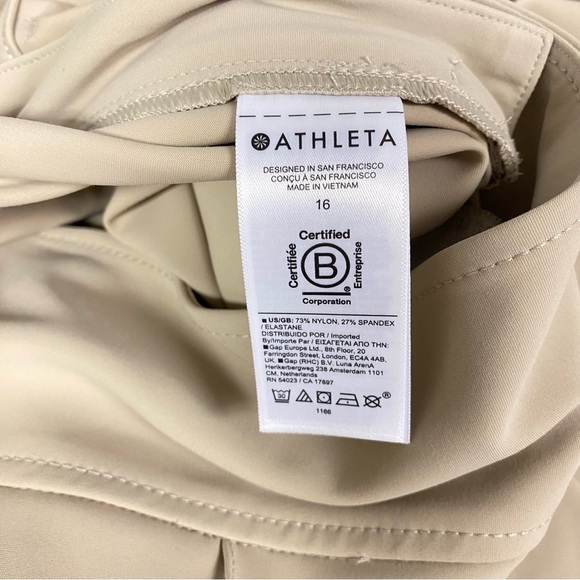 ATHLETA
DESIGNED IN SAN FRANCISCO
CONÇU À SAN FRANCISCO
MADE IN VIETNAM
16
Certified
Certifiée
B
Entreprise
®
Corporation
US/GB: 73% NYLON, 27% SPANDEX
/ ELASTANE
DISTRIBUIDO POR / Imported
By/Importe Par / ΕΙΣΑΓΕΤΑΙ ΑΠΟ ΤΗΝ:
Gap Europe Ltd., 8th Floor, 20
Farringdon Street, London, EC4A 4AB,
UK. Gap (RHC) B.V. Luna ArenA
Herikerbergweg 238 Amsterdam 1101
CM, Netherlands
RN 54023 / CA 17897
30
®
1186